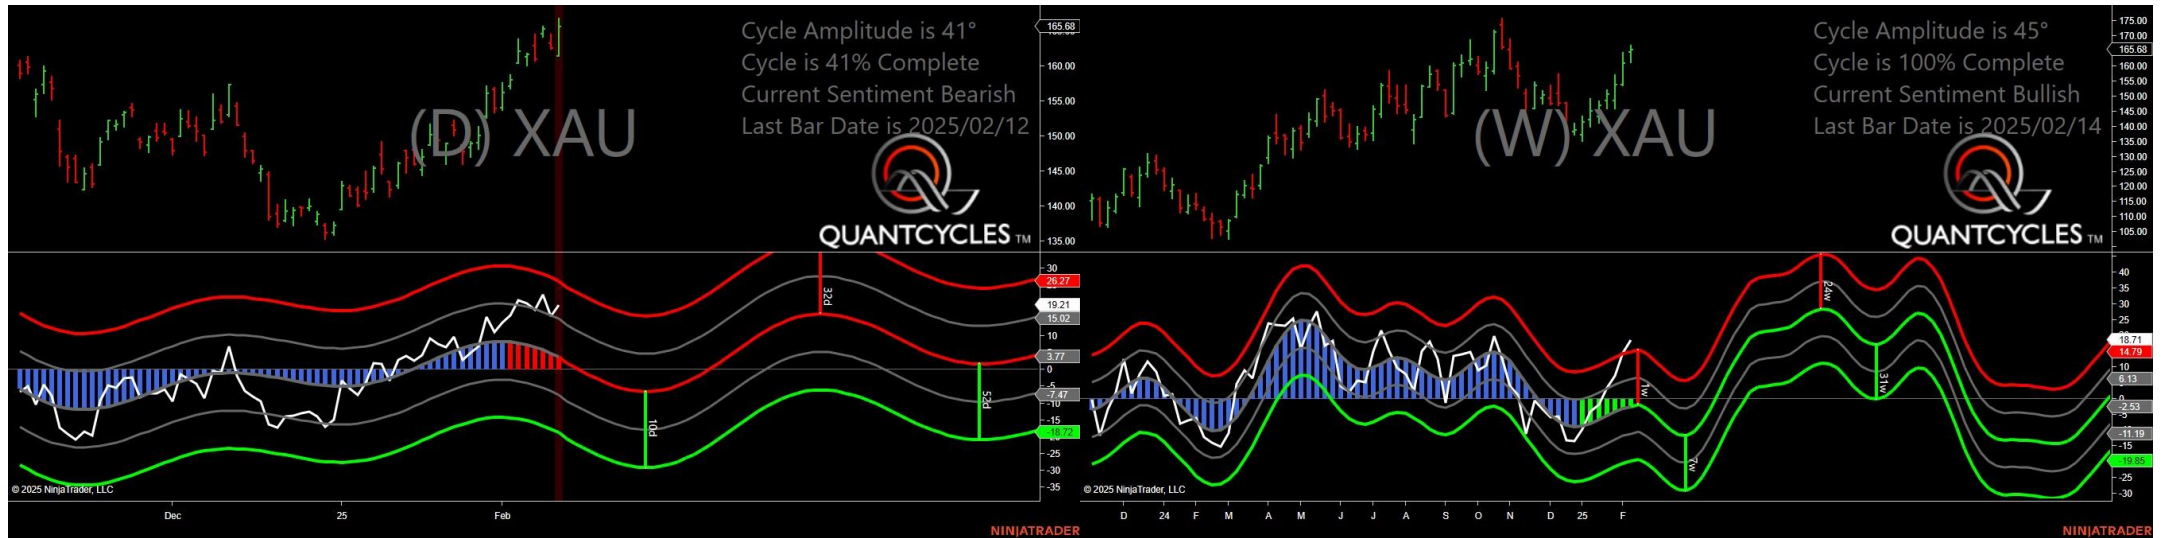 Cycle Amplitude is 41°
Cycle is 41% Complete
Current Sentiment Bearish
Last Bar Date is 2025/02/12
(D) XAU
QUANTCYCLES TM
165.68
160.00
155.00
150.00
145.00
140.00
135.00
30
26.27
19.21
15.02
10
3.77
0
-5
-7.47
-10
-15
-18.72
-25
-30
-35
32d
10d
52d
© 2025 NinjaTrader, LLC
Dec
25
Feb
NINJATRADER
Cycle Amplitude is 45°
Cycle is 100% Complete
Current Sentiment Bullish
Last Bar Date is 2025/02/14
(W) XAU
QUANTCYCLES TM
175.00
170.00
165.68
160.00
155.00
150.00
145.00
140.00
135.00
130.00
125.00
120.00
115.00
110.00
105.00
40
35
30
25
18.71
14.79
10
6.13
0
-2.53
-11.19
-15
-19.85
-25
-30
24w
1w
31w
7w
© 2025 NinjaTrader, LLC
D
24
F
M
A
M
J
J
A
S
O
N
D
25
F
NINJATRADER